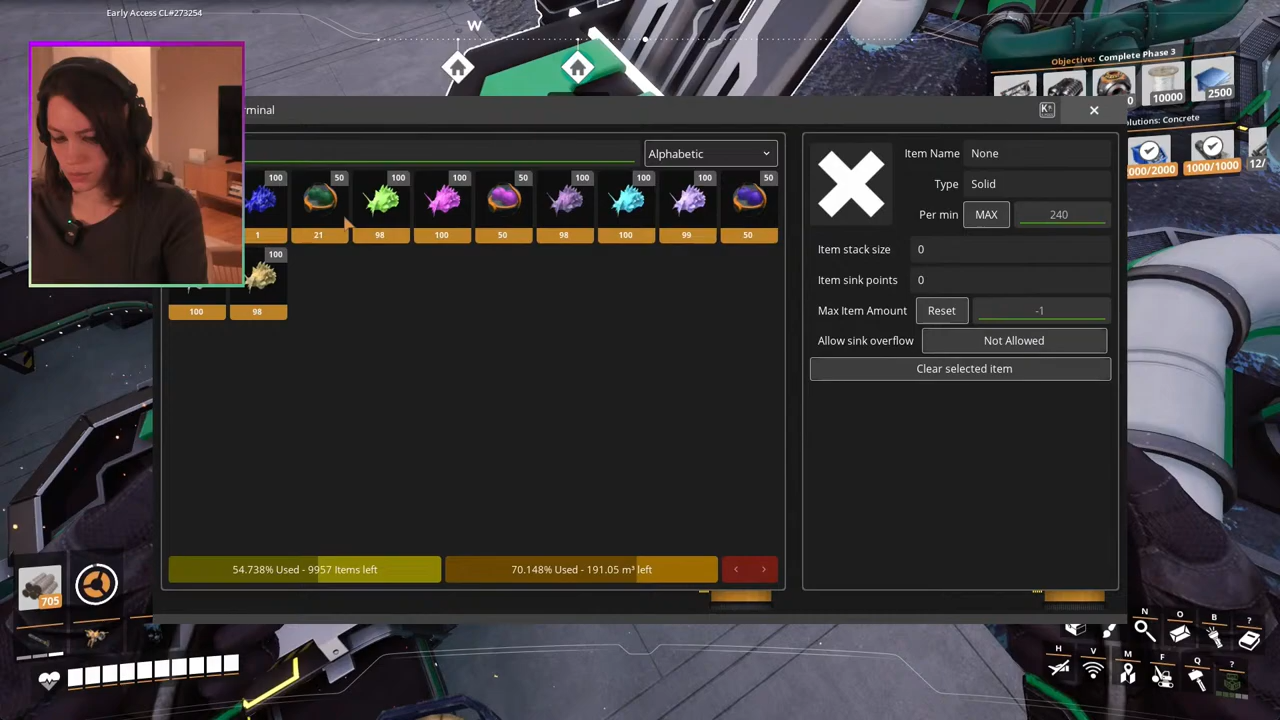 Early Access CL#273254
W
Objective: Complete Phase 3
10000
2500
olutions: Concrete
2000/2000
1000/1000
12/
rminal
Alphabetic
100
50
100
100
50
100
100
100
50
1
21
98
100
50
98
100
99
50
100
100
98
54.738% Used - 9957 Items left
70.148% Used - 191.05 m³ left
< >
Item Name None
Type Solid
Per min MAX 240
Item stack size 0
Item sink points 0
Max Item Amount Reset -1
Allow sink overflow Not Allowed
Clear selected item
705
N O B ?
H V M F Q ?